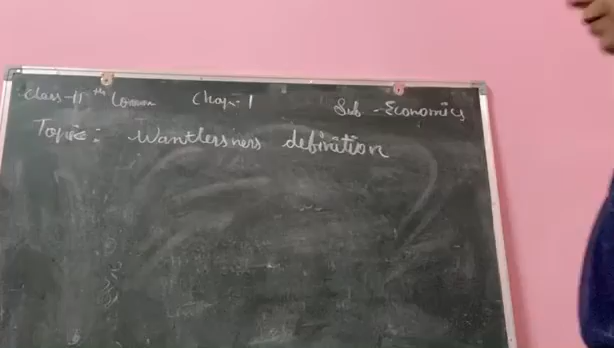 Class-11th Comm Chap:1 Sub - Economics
Topic: Wantlessness definition